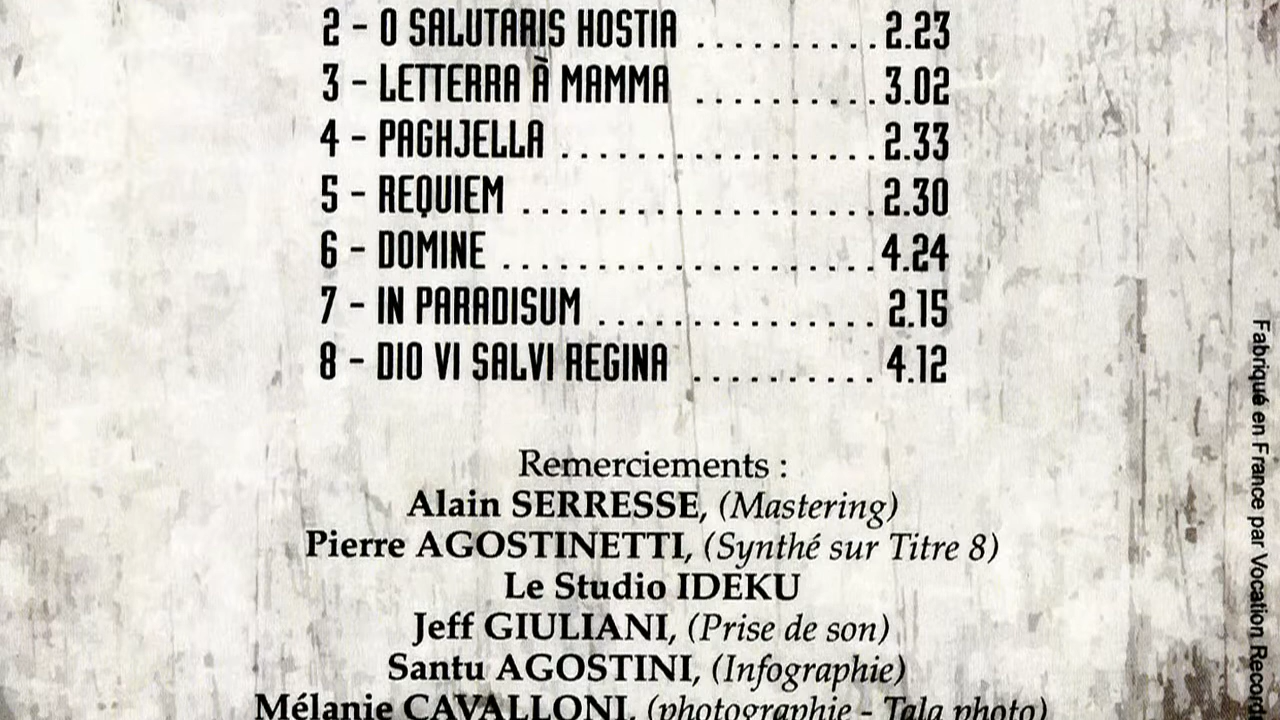 2 - O SALUTARIS HOSTIA ..........2.23
3 - LETTERRA À MAMMA ..........3.02
4 - PAGHJELLA .................2.33
5 - REQUIEM ...................2.30
6 - DOMINE ....................4.24
7 - IN PARADISUM ............... 2.15
8 - DIO VI SALVI REGINA .......... 4.12
Remerciements :
Alain SERRESSE, (Mastering)
Pierre AGOSTINETTI, (Synthé sur Titre 8)
Le Studio IDEKU
Jeff GIULIANI, (Prise de son)
Santu AGOSTINI, (Infographie)
Mélanie CAVALLONI, (photographie - Tala photo)
Fabriqué en France par Vocation Record